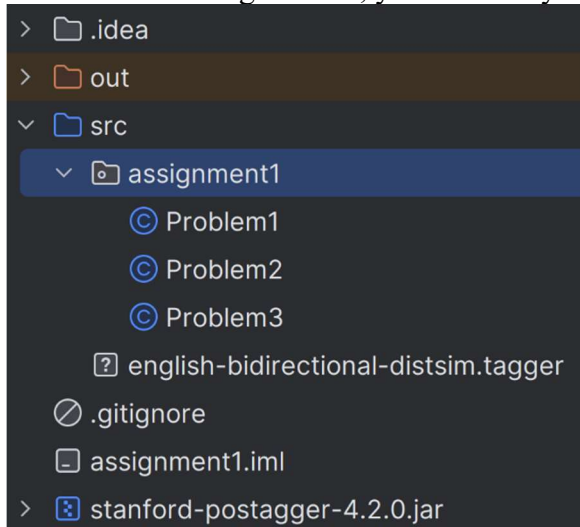 .idea
out
src
assignment1
Problem1
Problem2
Problem3
english-bidirectional-distsim.tagger
.gitignore
assignment1.iml
stanford-postagger-4.2.0.jar